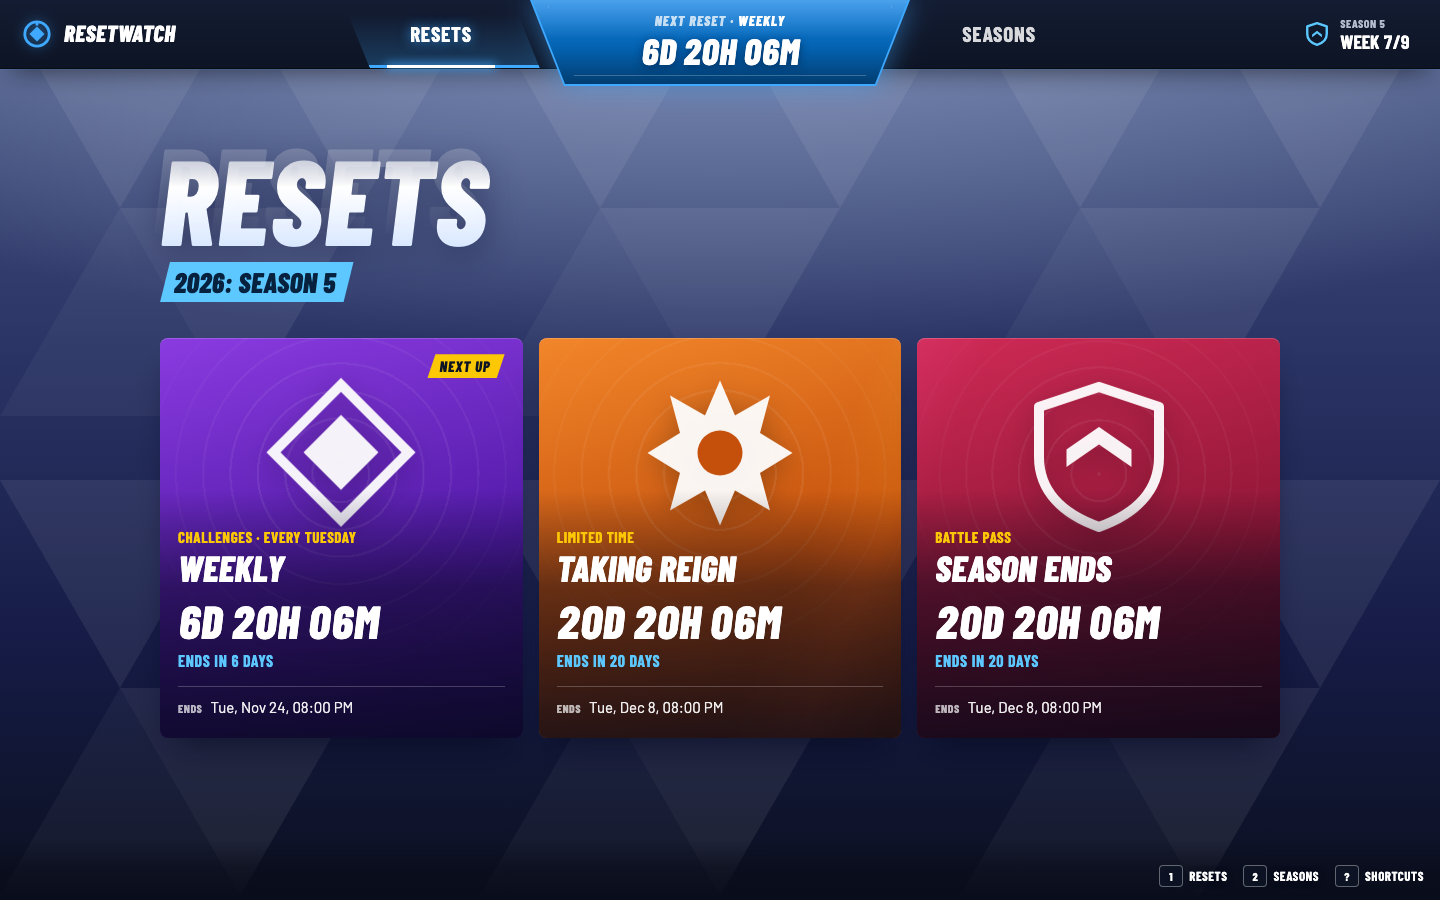 RESETWATCH
RESETS
NEXT RESET · WEEKLY
6D 20H 06M
SEASONS
SEASON 5
WEEK 7/9
RESETS
2026: SEASON 5
NEXT UP
CHALLENGES · EVERY TUESDAY
WEEKLY
6D 20H 06M
ENDS IN 6 DAYS
ENDS Tue, Nov 24, 08:00 PM
LIMITED TIME
TAKING REIGN
20D 20H 06M
ENDS IN 20 DAYS
ENDS Tue, Dec 8, 08:00 PM
BATTLE PASS
SEASON ENDS
20D 20H 06M
ENDS IN 20 DAYS
ENDS Tue, Dec 8, 08:00 PM
1 RESETS 2 SEASONS ? SHORTCUTS